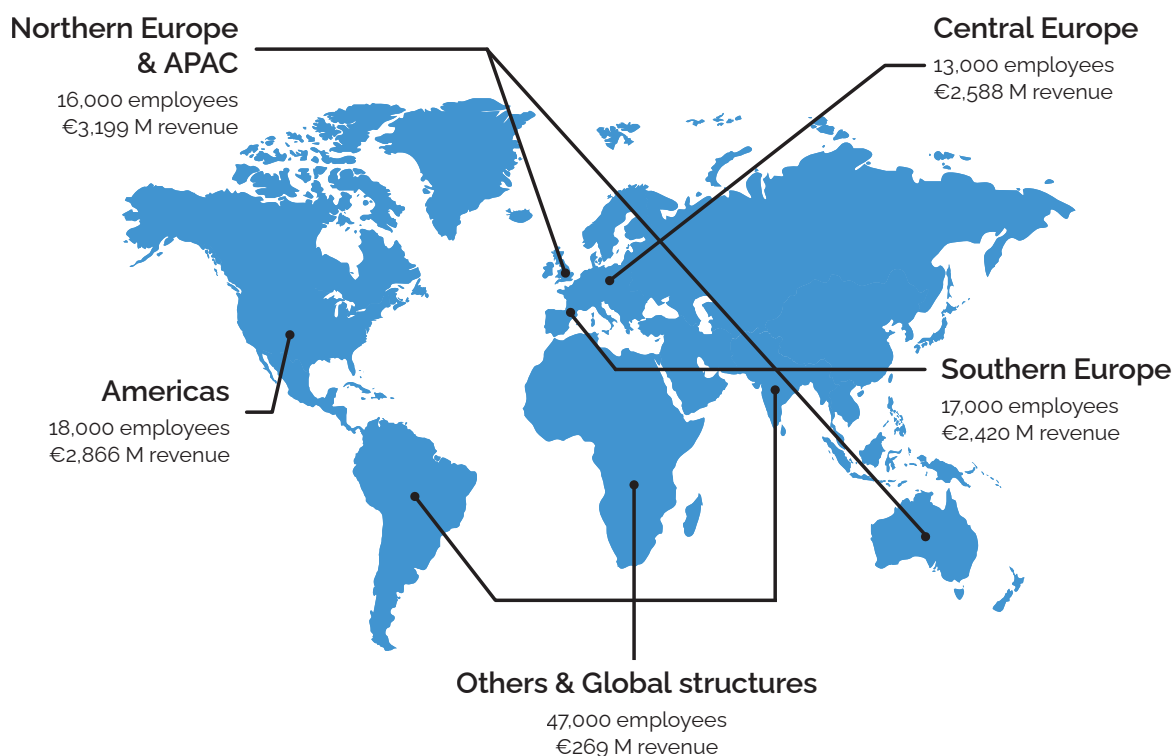 Northern Europe
& APAC
16,000 employees
€3,199 M revenue
Central Europe
13,000 employees
€2,588 M revenue
Americas
18,000 employees
€2,866 M revenue
Southern Europe
17,000 employees
€2,420 M revenue
Others & Global structures
47,000 employees
€269 M revenue